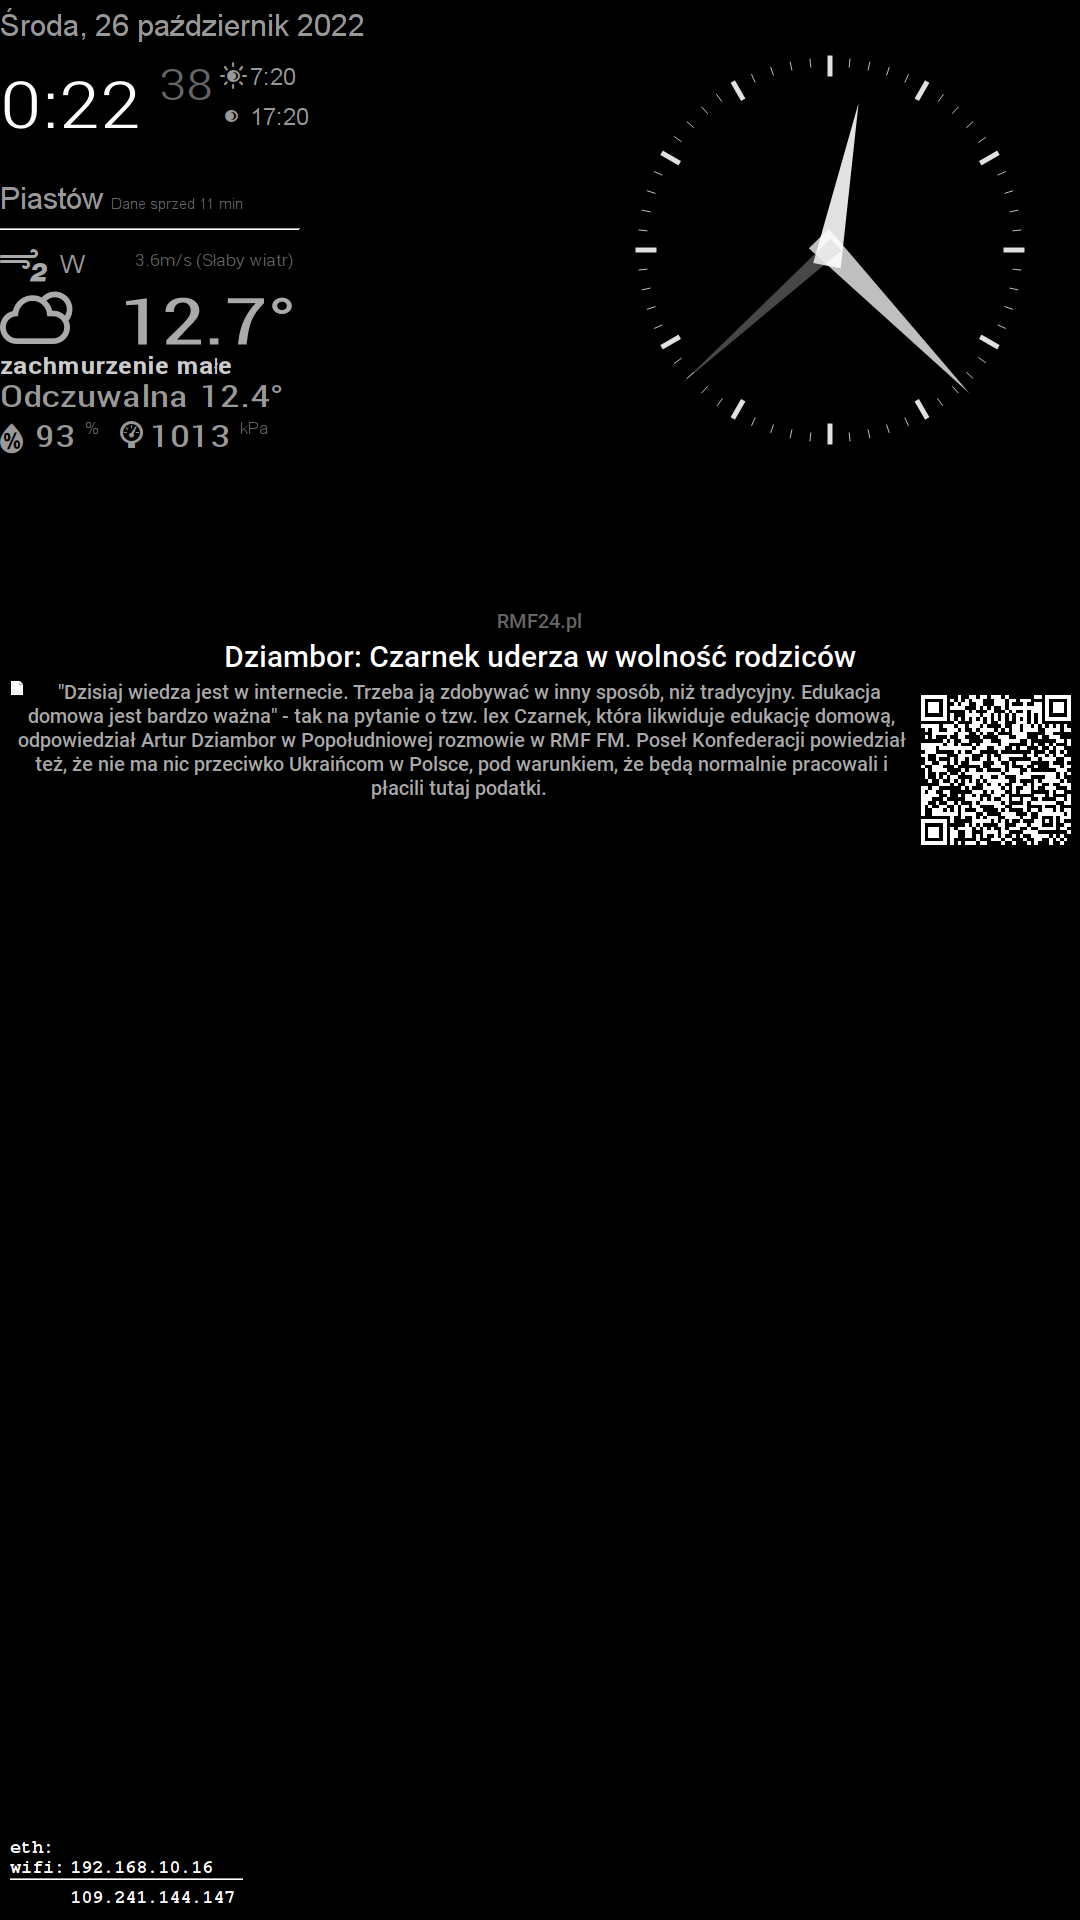 Środa, 26 październik 2022
0:22 38 7:20
17:20
Piastów Dane sprzed 11 min
2 W 3.6m/s (Słaby wiatr)
12.7°
zachmurzenie małe
Odczuwalna 12.4°
% 93 % 1013 kPa
RMF24.pl
Dziambor: Czarnek uderza w wolność rodziców
"Dzisiaj wiedza jest w internecie. Trzeba ją zdobywać w inny sposób, niż tradycyjny. Edukacja
domowa jest bardzo ważna" - tak na pytanie o tzw. lex Czarnek, która likwiduje edukację domową,
odpowiedział Artur Dziambor w Popołudniowej rozmowie w RMF FM. Poseł Konfederacji powiedział
też, że nie ma nic przeciwko Ukraińcom w Polsce, pod warunkiem, że będą normalnie pracowali i
płacili tutaj podatki.
eth:
wifi: 192.168.10.16
109.241.144.147